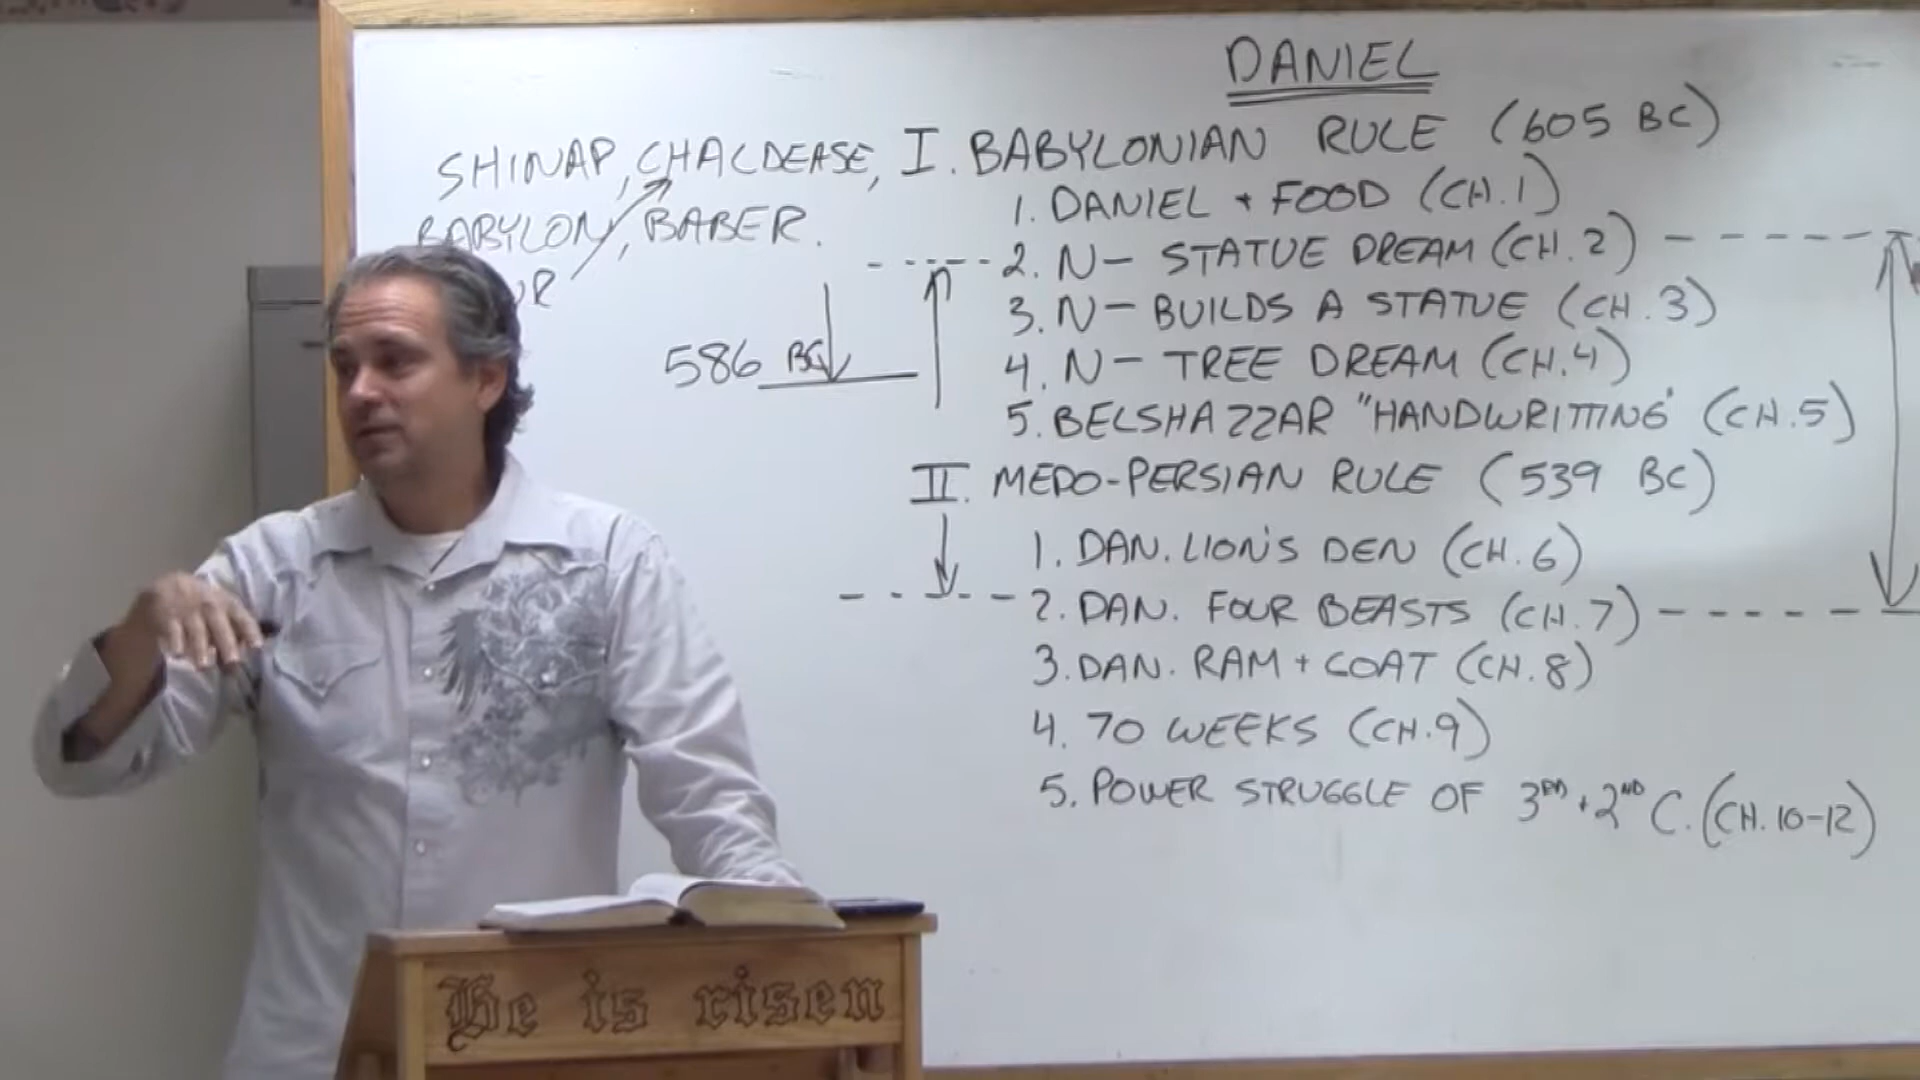 DANIEL
SHINAP, CHALDEASE,
BABYLON, BABER.
UR
586 BC
I. BABYLONIAN RULE (605 BC)
1. DANIEL + FOOD (CH.1)
2. N- STATUE DREAM (CH.2)
3. N- BUILDS A STATUE (CH.3)
4. N- TREE DREAM (CH.4)
5. BELSHAZZAR "HANDWRITTING" (CH.5)
II. MEDO-PERSIAN RULE (539 BC)
1. DAN. LION'S DEN (CH.6)
2. DAN. FOUR BEASTS (CH.7)
3. DAN. RAM + GOAT (CH.8)
4. 70 WEEKS (CH.9)
5. POWER STRUGGLE OF 3RD + 2ND C. (CH. 10-12)
He is risen